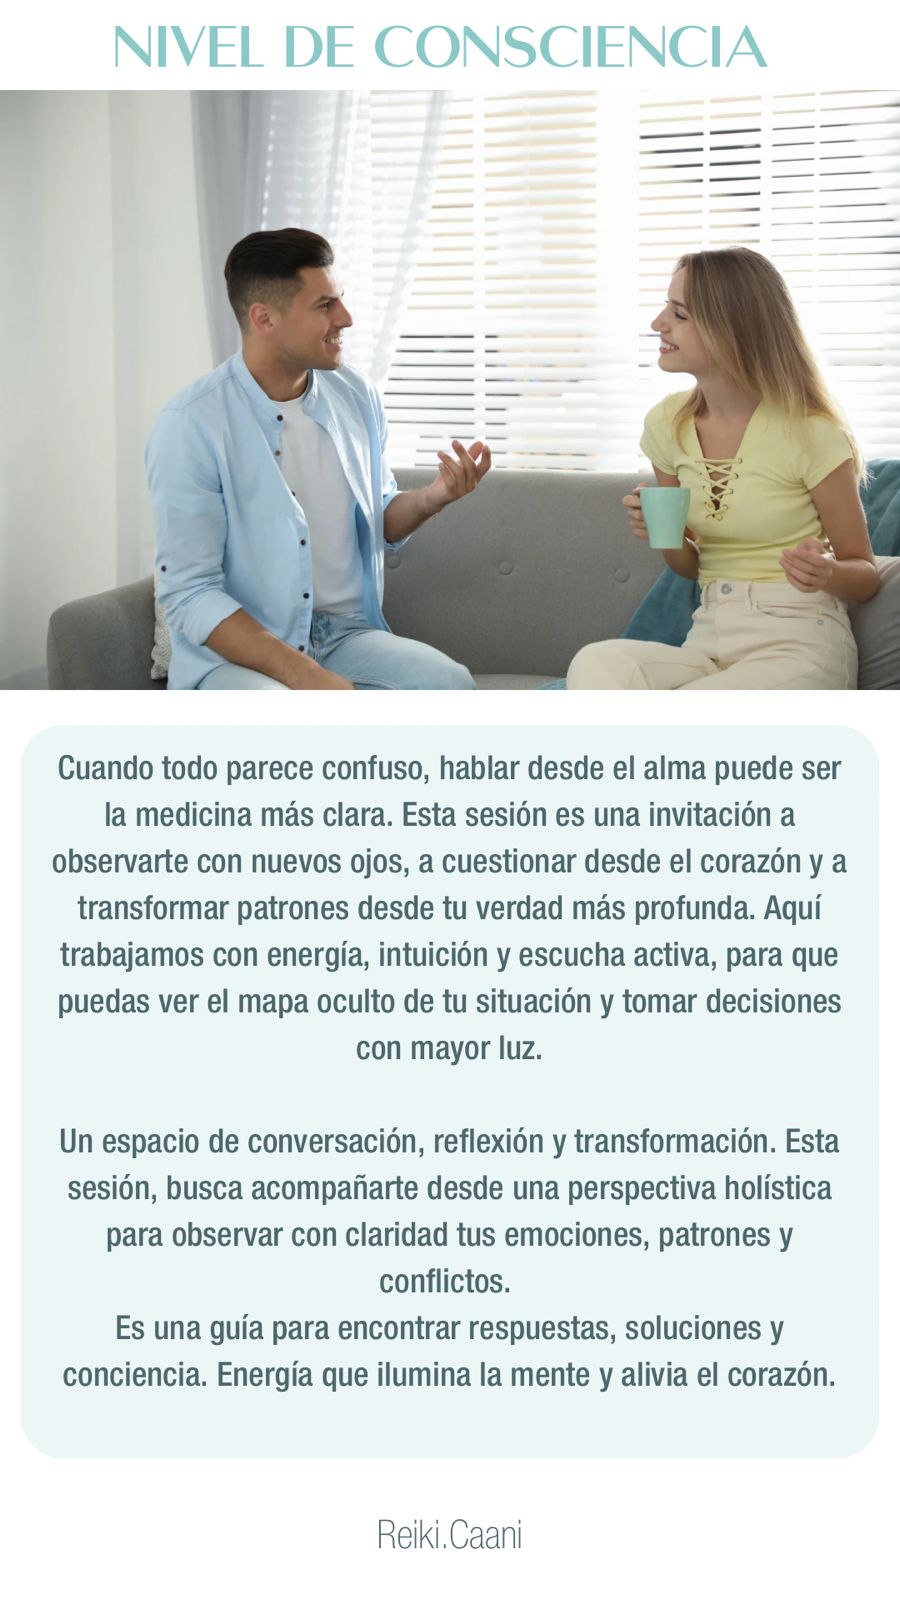 NIVEL DE CONSCIENCIA
Cuando todo parece confuso, hablar desde el alma puede ser
la medicina más clara. Esta sesión es una invitación a
observarte con nuevos ojos, a cuestionar desde el corazón y a
transformar patrones desde tu verdad más profunda. Aquí
trabajamos con energía, intuición y escucha activa, para que
puedas ver el mapa oculto de tu situación y tomar decisiones
con mayor luz.
Un espacio de conversación, reflexión y transformación. Esta
sesión, busca acompañarte desde una perspectiva holística
para observar con claridad tus emociones, patrones y
conflictos.
Es una guía para encontrar respuestas, soluciones y
conciencia. Energía que ilumina la mente y alivia el corazón.
Reiki.Caani